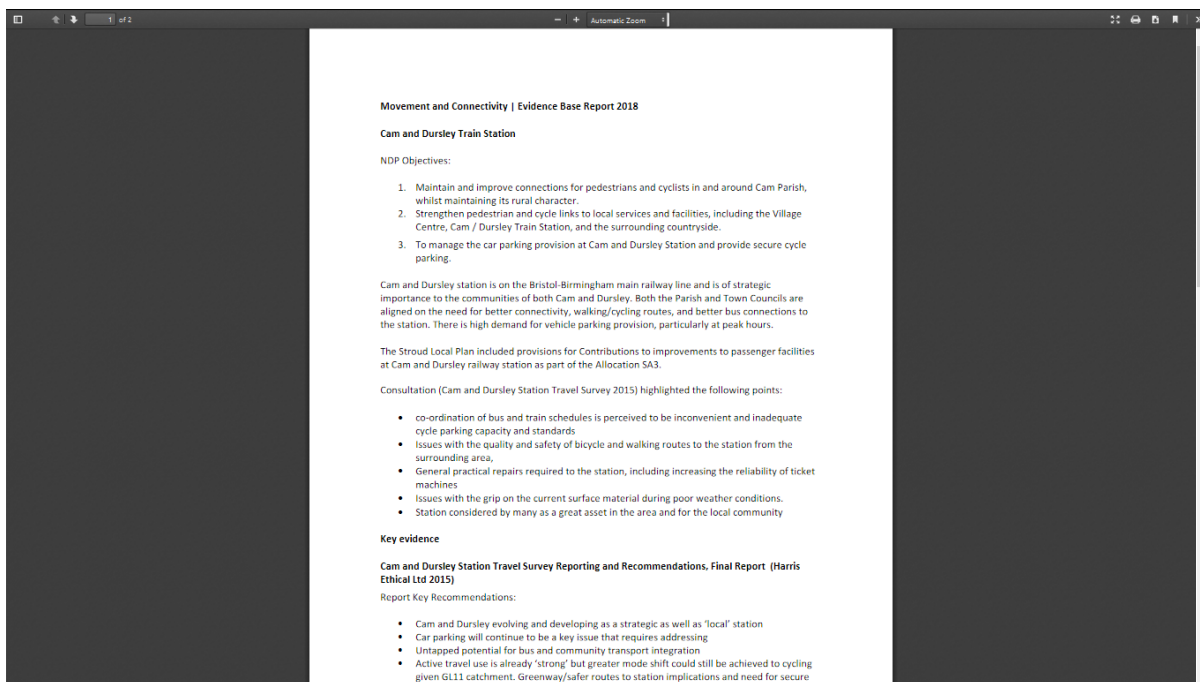 1 of 2
Automatic Zoom
Movement and Connectivity | Evidence Base Report 2018
Cam and Dursley Train Station
NDP Objectives:
1. Maintain and improve connections for pedestrians and cyclists in and around Cam Parish,
whilst maintaining its rural character.
2. Strengthen pedestrian and cycle links to local services and facilities, including the Village
Centre, Cam / Dursley Train Station, and the surrounding countryside.
3. To manage the car parking provision at Cam and Dursley Station and provide secure cycle
parking.
Cam and Dursley station is on the Bristol-Birmingham main railway line and is of strategic
importance to the communities of both Cam and Dursley. Both the Parish and Town Councils are
aligned on the need for better connectivity, walking/cycling routes, and better bus connections to
the station. There is high demand for vehicle parking provision, particularly at peak hours.
The Stroud Local Plan included provisions for Contributions to improvements to passenger facilities
at Cam and Dursley railway station as part of the Allocation SA3.
Consultation (Cam and Dursley Station Travel Survey 2015) highlighted the following points:
• co-ordination of bus and train schedules is perceived to be inconvenient and inadequate
cycle parking capacity and standards
• Issues with the quality and safety of bicycle and walking routes to the station from the
surrounding area,
• General practical repairs required to the station, including increasing the reliability of ticket
machines
• Issues with the grip on the current surface material during poor weather conditions.
• Station considered by many as a great asset in the area and for the local community
Key evidence
Cam and Dursley Station Travel Survey Reporting and Recommendations, Final Report (Harris
Ethical Ltd 2015)
Report Key Recommendations:
• Cam and Dursley evolving and developing as a strategic as well as ‘local’ station
• Car parking will continue to be a key issue that requires addressing
• Untapped potential for bus and community transport integration
• Active travel use is already ‘strong’ but greater mode shift could still be achieved to cycling
given GL11 catchment. Greenway/safer routes to station implications and need for secure